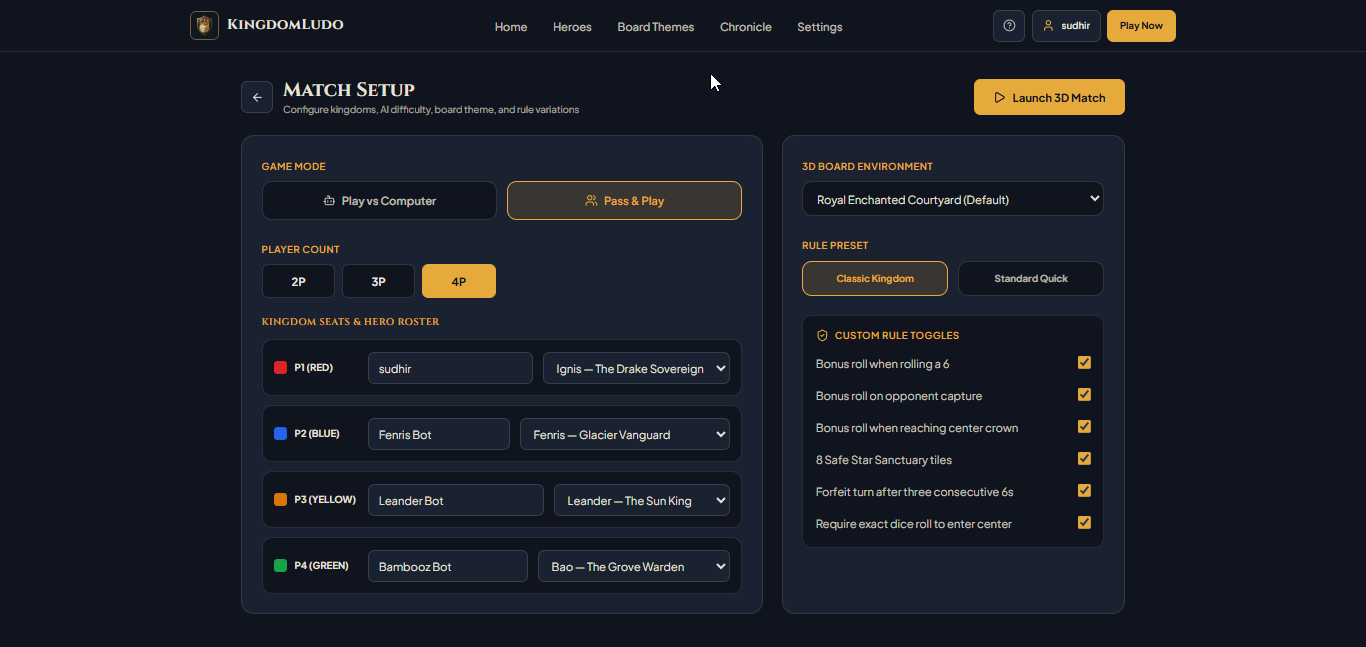 KINGDOMLUDO
Home Heroes Board Themes Chronicle Settings
sudhir
Play Now
MATCH SETUP
Configure kingdoms, AI difficulty, board theme, and rule variations
Launch 3D Match
GAME MODE
Play vs Computer
Pass & Play
PLAYER COUNT
2P 3P 4P
KINGDOM SEATS & HERO ROSTER
P1 (RED) sudhir Ignis — The Drake Sovereign
P2 (BLUE) Fenris Bot Fenris — Glacier Vanguard
P3 (YELLOW) Leander Bot Leander — The Sun King
P4 (GREEN) Bambooz Bot Bao — The Grove Warden
3D BOARD ENVIRONMENT
Royal Enchanted Courtyard (Default)
RULE PRESET
Classic Kingdom
Standard Quick
CUSTOM RULE TOGGLES
Bonus roll when rolling a 6
Bonus roll on opponent capture
Bonus roll when reaching center crown
8 Safe Star Sanctuary tiles
Forfeit turn after three consecutive 6s
Require exact dice roll to enter center